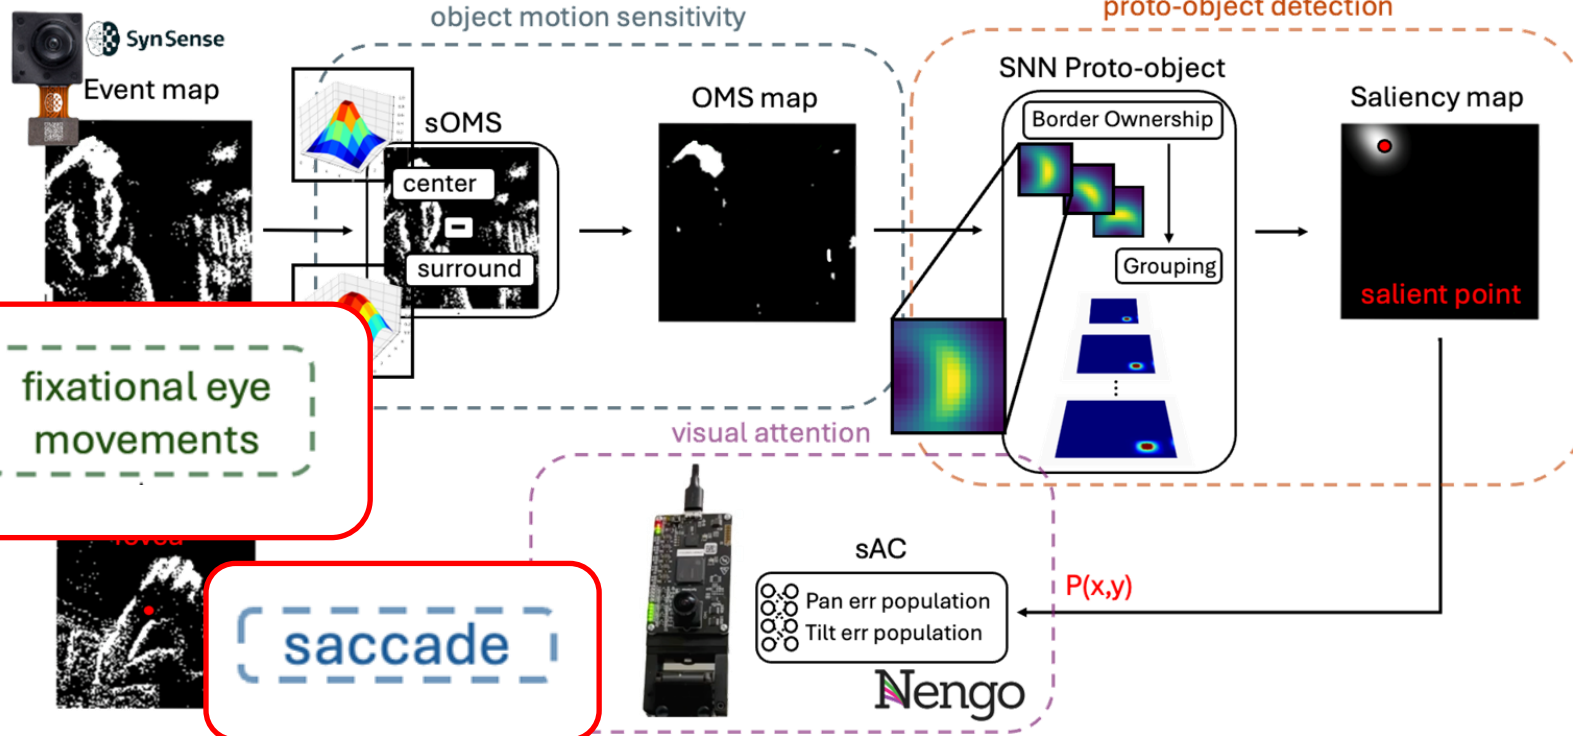 object motion sensitivity
proto-object detection
SynSense
Event map
sOMS
center
surround
OMS map
SNN Proto-object
Border Ownership
Grouping
Saliency map
salient point
fixational eye
movements
visual attention
saccade
sAC
Pan err population
Tilt err population
Nengo
P(x,y)